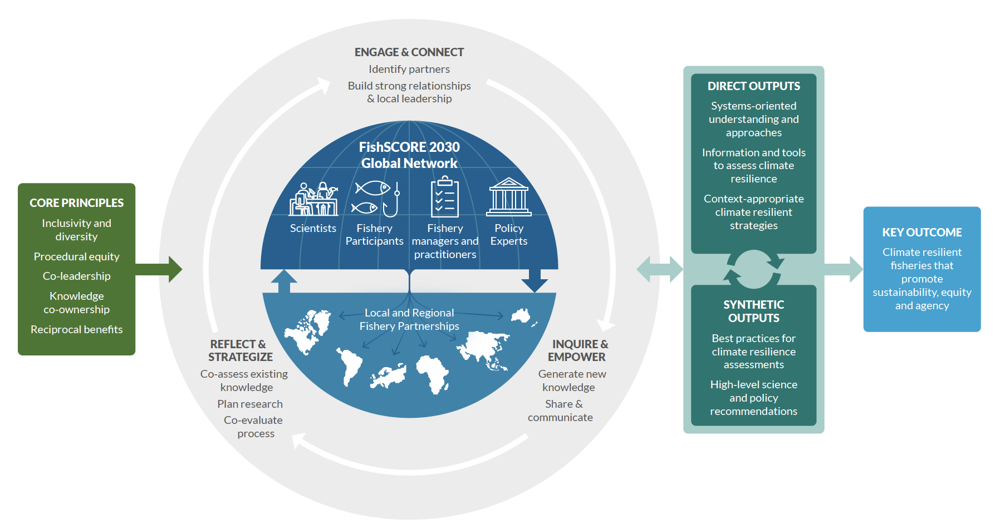 CORE PRINCIPLES
Inclusivity and
diversity
Procedural equity
Co-leadership
Knowledge
co-ownership
Reciprocal benefits
ENGAGE & CONNECT
Identify partners
Build strong relationships
& local leadership
FishSCORE 2030
Global Network
Scientists
Fishery
Participants
Fishery
managers and
practitioners
Policy
Experts
Local and Regional
Fishery Partnerships
INQUIRE &
EMPOWER
Generate new
knowledge
Share &
communicate
REFLECT &
STRATEGIZE
Co-assess existing
knowledge
Plan research
Co-evaluate
process
DIRECT OUTPUTS
Systems-oriented
understanding and
approaches
Information and tools
to assess climate
resilience
Context-appropriate
climate resilient
strategies
SYNTHETIC
OUTPUTS
Best practices for
climate resilience
assessments
High-level science
and policy
recommendations
KEY OUTCOME
Climate resilient
fisheries that
promote
sustainability, equity
and agency